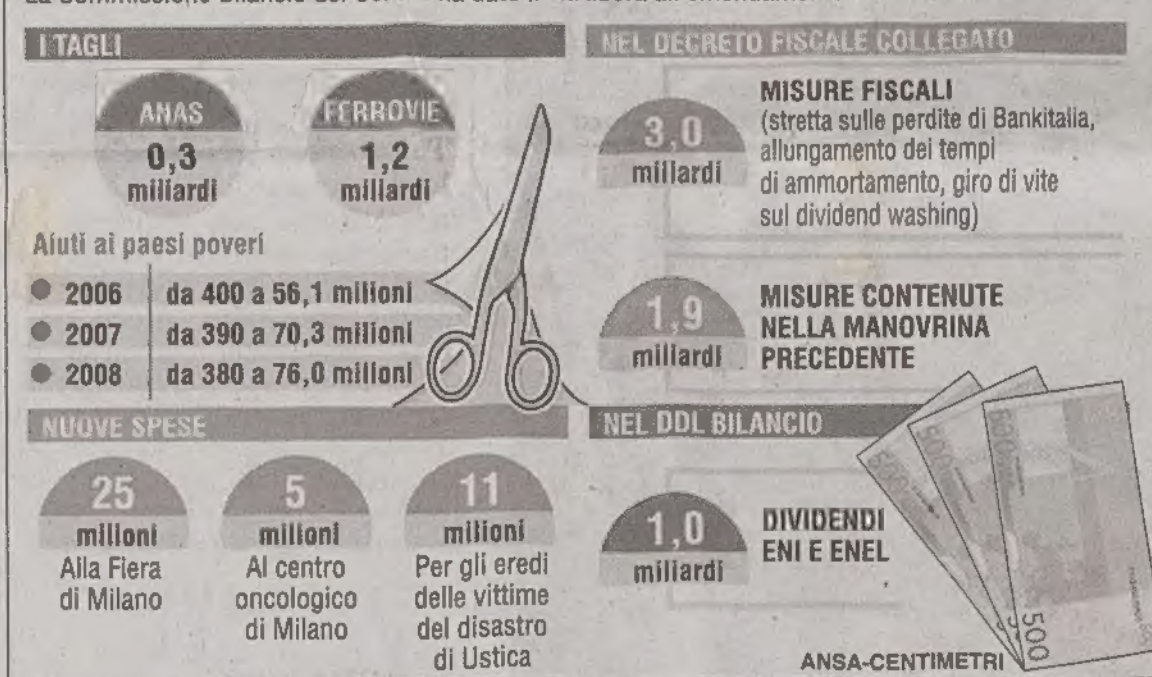 I TAGLI
ANAS
0,3
miliardi
FERROVIE
1,2
miliardi
Aiuti ai paesi poveri
2006 da 400 a 56,1 milioni
2007 da 390 a 70,3 milioni
2008 da 380 a 76,0 milioni
NUOVE SPESE
25
milioni
Alla Fiera
di Milano
5
milioni
Al centro
oncologico
di Milano
11
milioni
Per gli eredi
delle vittime
del disastro
di Ustica
NEL DECRETO FISCALE COLLEGATO
3,0
miliardi
MISURE FISCALI
(stretta sulle perdite di Bankitalia,
allungamento dei tempi
di ammortamento, giro di vite
sul dividend washing)
1,9
miliardi
MISURE CONTENUTE
NELLA MANOVRINA
PRECEDENTE
NEL DDL BILANCIO
1,0
miliardi
DIVIDENDI
ENI E ENEL
500
500
500
500
ANSA-CENTIMETRI